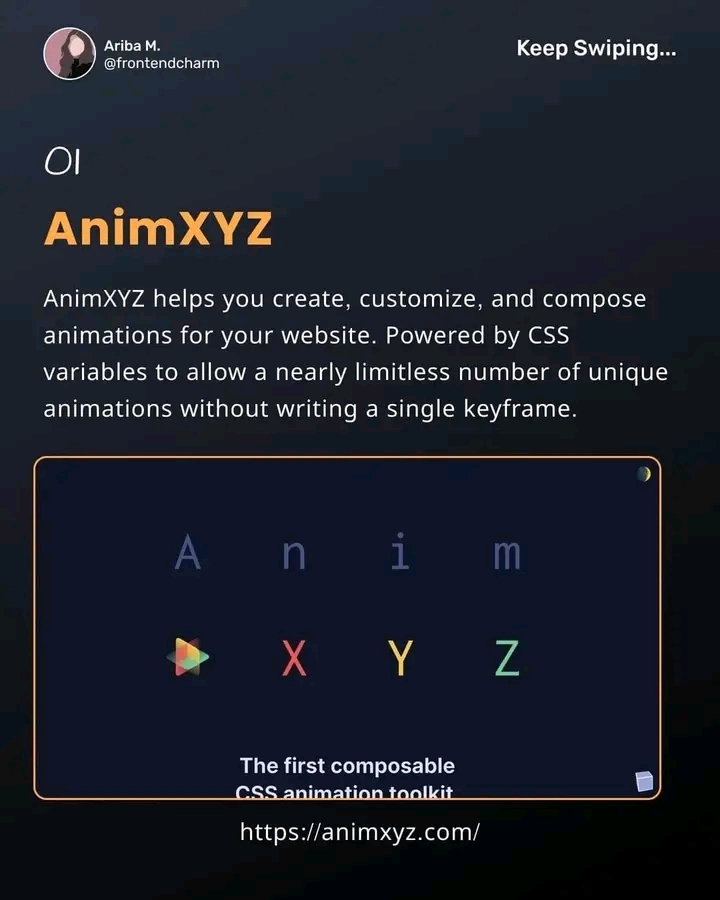 Ariba M.
@frontendcharm
Keep Swiping...
01
AnimXYZ
AnimXYZ helps you create, customize, and compose
animations for your website. Powered by CSS
variables to allow a nearly limitless number of unique
animations without writing a single keyframe.
A n i m
X Y Z
The first composable
CSS animation toolkit
https://animxyz.com/